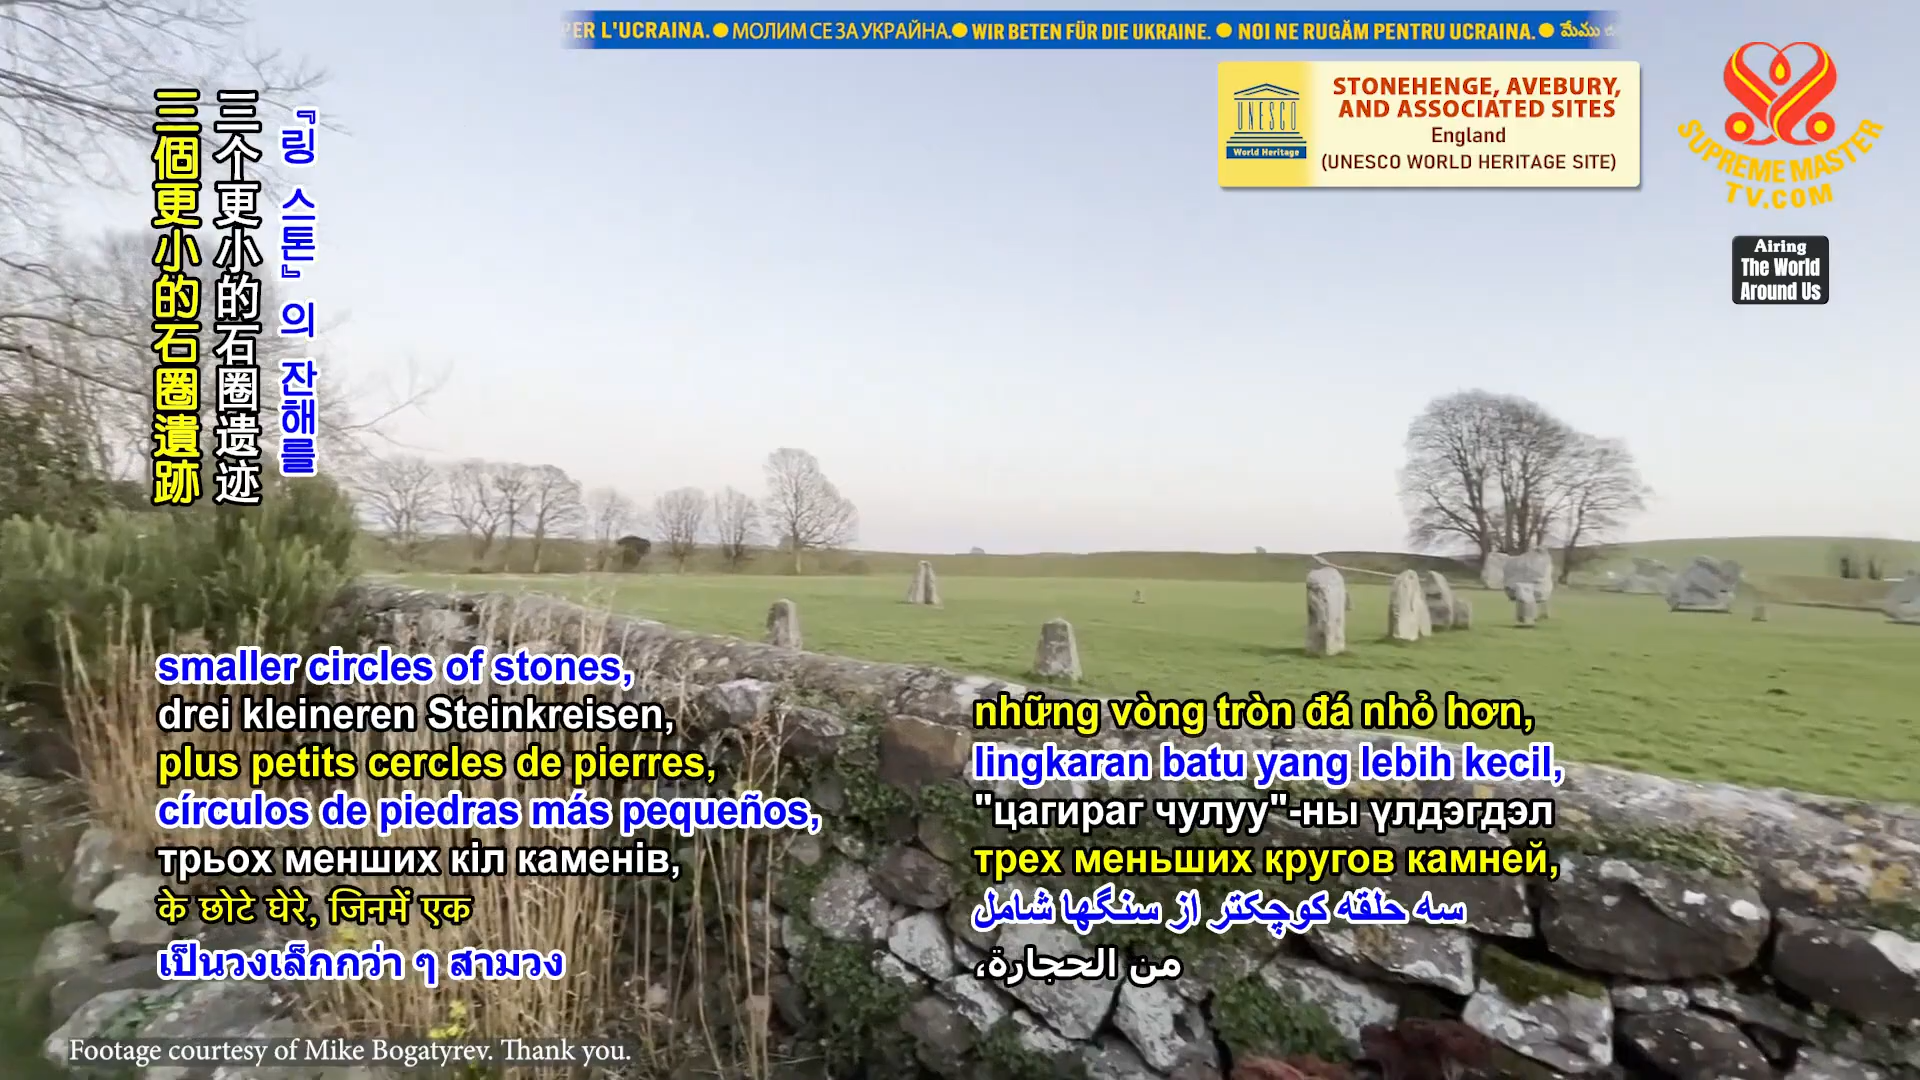 PER L'UCRAINA. ● МОЛИМ СЕ ЗА УКРАЙНА. ● WIR BETEN FÜR DIE UKRAINE. ● NOI NE RUGĂM PENTRU UCRAINA. ● మేము
UNESCO
World Heritage
STONEHENGE, AVEBURY,
AND ASSOCIATED SITES
England
(UNESCO WORLD HERITAGE SITE)
SUPREME MASTER
TV.COM
Airing
The World
Around Us
『링 스톤』의 잔해를
三个更小的石圈遗迹
三個更小的石圈遺跡
smaller circles of stones,
drei kleineren Steinkreisen,
plus petits cercles de pierres,
círculos de piedras más pequeños,
трьох менших кіл каменів,
के छोटे घेरे, जिनमें एक
เป็นวงเล็กกว่า ๆ สามวง
những vòng tròn đá nhỏ hơn,
lingkaran batu yang lebih kecil,
"цагираг чулуу"-ны үлдэгдэл
трех меньших кругов камней,
سه حلقه کوچکتر از سنگها شامل
من الحجارة،
Footage courtesy of Mike Bogatyrev. Thank you.